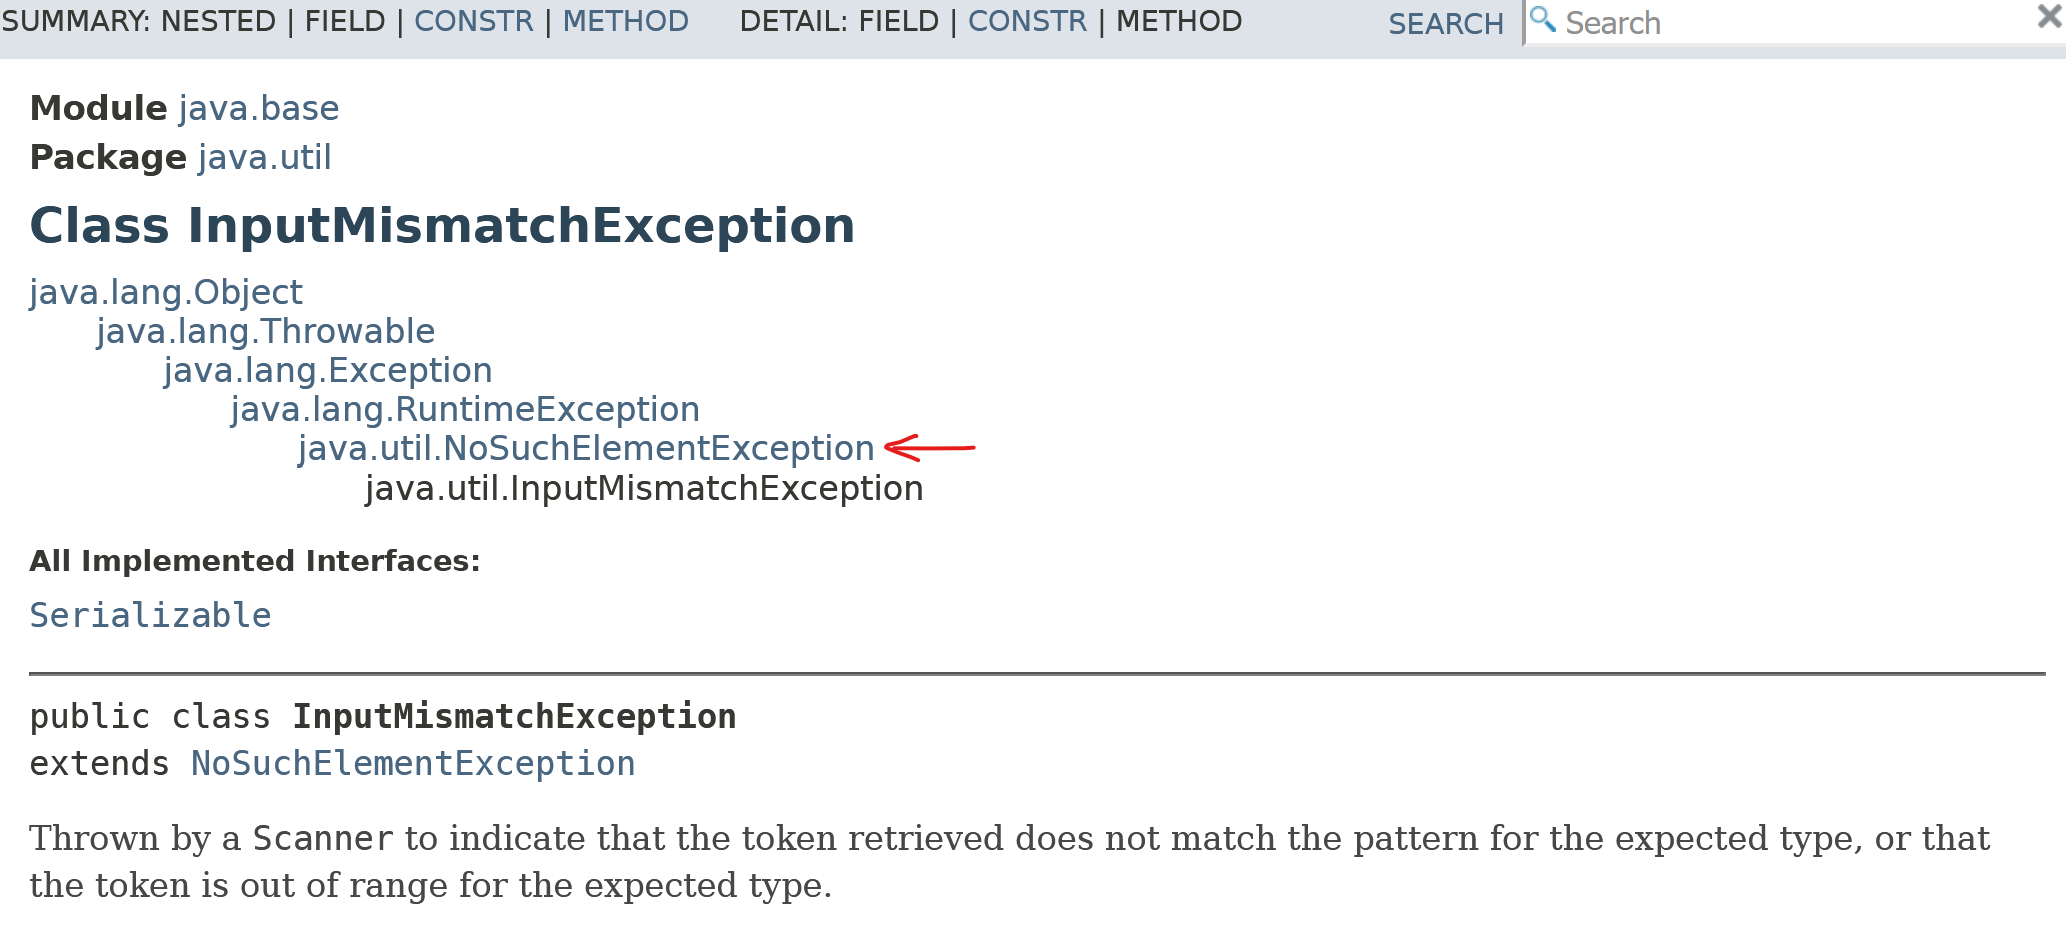 SUMMARY: NESTED | FIELD | CONSTR | METHOD DETAIL: FIELD | CONSTR | METHOD SEARCH Search
Module java.base
Package java.util
Class InputMismatchException
java.lang.Object
java.lang.Throwable
java.lang.Exception
java.lang.RuntimeException
java.util.NoSuchElementException
java.util.InputMismatchException
All Implemented Interfaces:
Serializable
public class InputMismatchException
extends NoSuchElementException
Thrown by a Scanner to indicate that the token retrieved does not match the pattern for the expected type, or that
the token is out of range for the expected type.